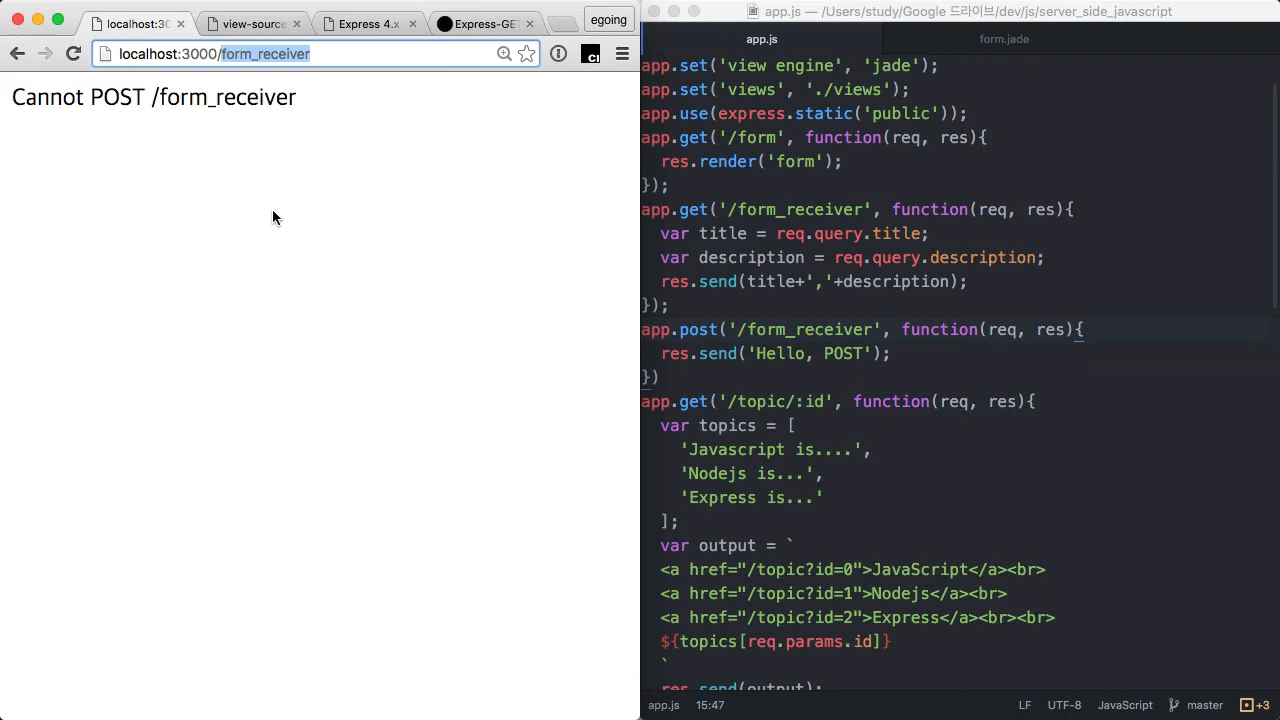 localhost:30
view-source
Express 4.x
Express-GE
egoing
localhost:3000/form_receiver
Cannot POST /form_receiver
app.js — /Users/study/Google 드라이브/dev/js/server_side_javascript
app.js
form.jade
app.set('view engine', 'jade');
app.set('views', './views');
app.use(express.static('public'));
app.get('/form', function(req, res){
  res.render('form');
});
app.get('/form_receiver', function(req, res){
  var title = req.query.title;
  var description = req.query.description;
  res.send(title+','+description);
});
app.post('/form_receiver', function(req, res){
  res.send('Hello, POST');
})
app.get('/topic/:id', function(req, res){
  var topics = [
    'Javascript is....',
    'Nodejs is...',
    'Express is...'
  ];
  var output = `
  <a href="/topic?id=0">JavaScript</a><br>
  <a href="/topic?id=1">Nodejs</a><br>
  <a href="/topic?id=2">Express</a><br><br>
  ${topics[req.params.id]}
  `
  res.send(output);
app.js 15:47
LF UTF-8 JavaScript master +3